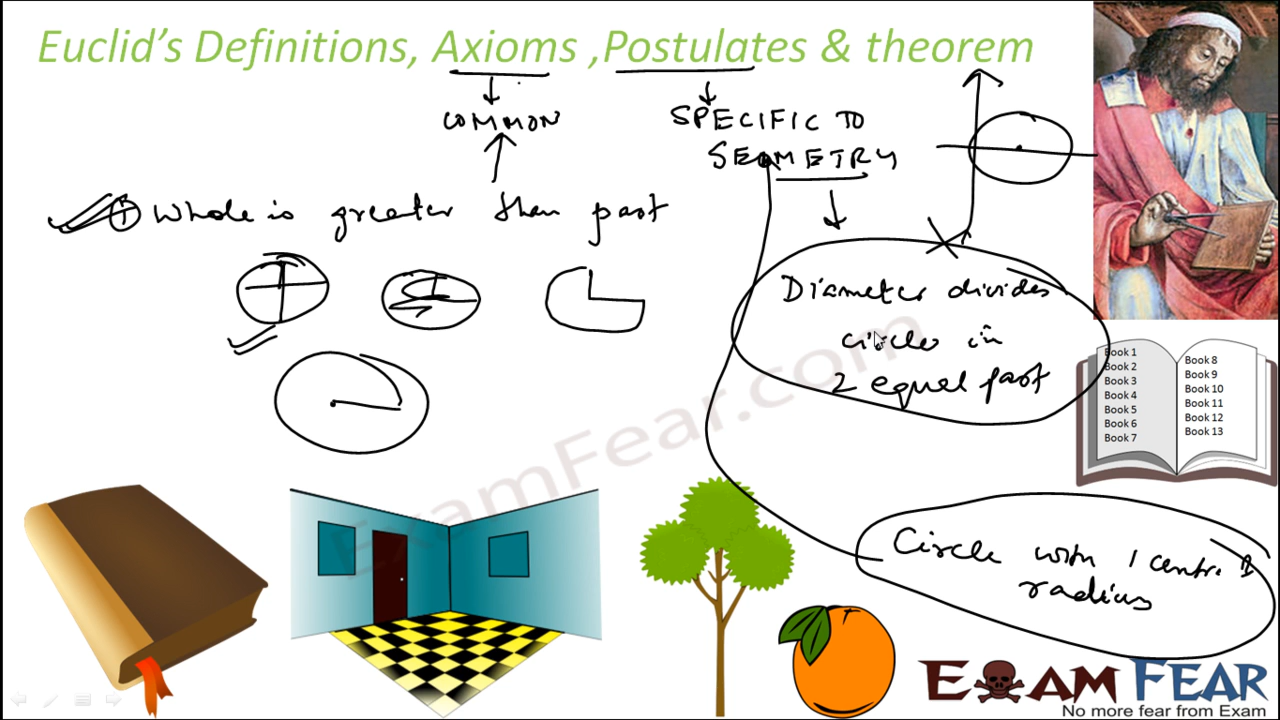 Euclid's Definitions, Axioms ,Postulates & theorem
COMMON
SPECIFIC TO
GEOMETRY
① Whole is greater than part
Diameter divides
circle in
2 equal part
Book 1
Book 2
Book 3
Book 4
Book 5
Book 6
Book 7
Book 8
Book 9
Book 10
Book 11
Book 12
Book 13
Circle with 1 centre &
radius
ExamFear.com
EXAM FEAR
No more fear from Exam